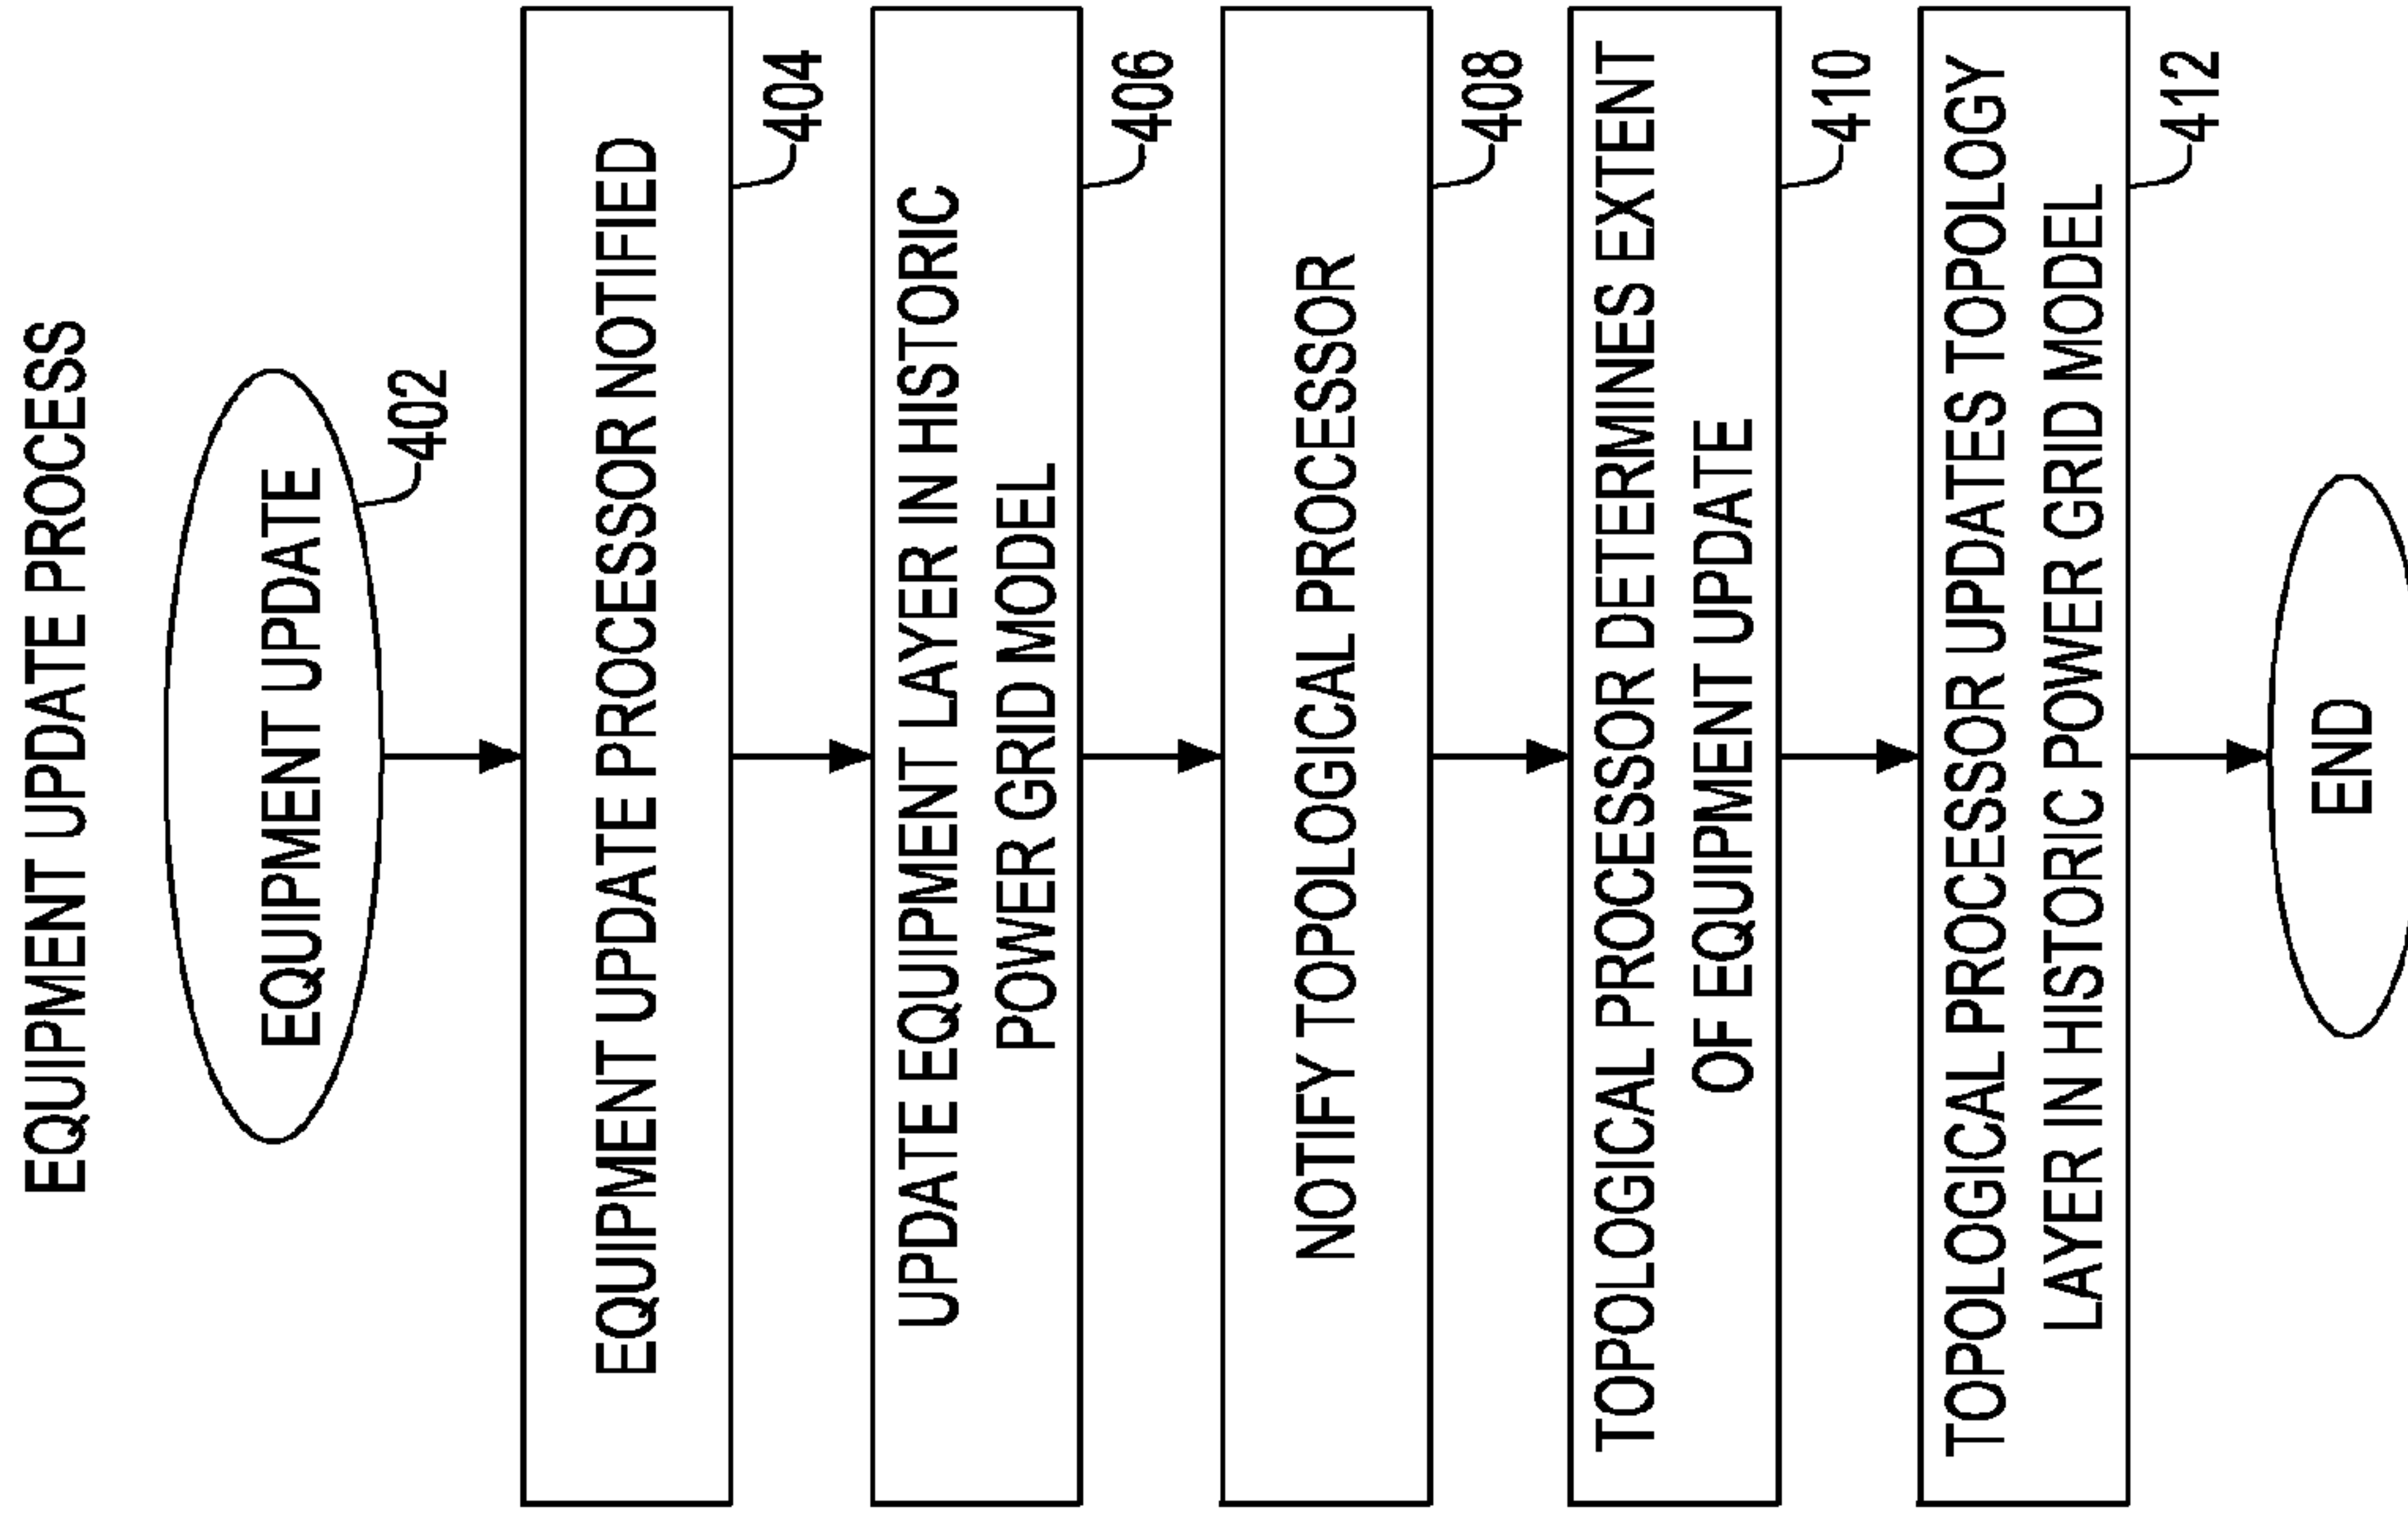 EQUIPMENT UPDATE PROCESS
EQUIPMENT UPDATE
402
EQUIPMENT UPDATE PROCESSOR NOTIFIED
404
UPDATE EQUIPMENT LAYER IN HISTORIC
POWER GRID MODEL
406
NOTIFY TOPOLOGICAL PROCESSOR
408
TOPOLOGICAL PROCESSOR DETERMINES EXTENT
OF EQUIPMENT UPDATE
410
TOPOLOGICAL PROCESSOR UPDATES TOPOLOGY
LAYER IN HISTORIC POWER GRID MODEL
412
END